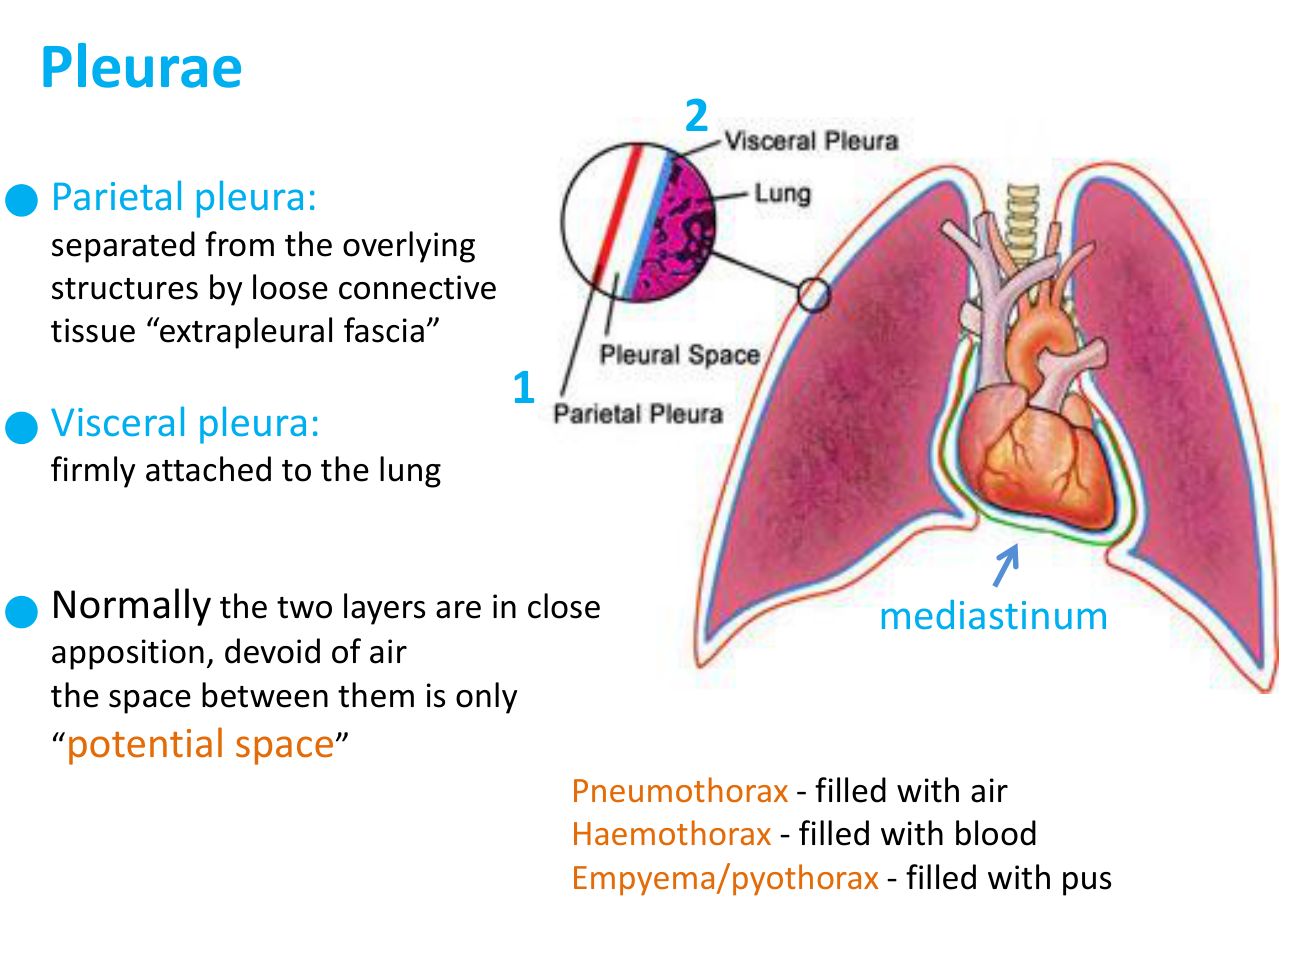 Pleurae
Parietal pleura:
separated from the overlying
structures by loose connective
tissue “extrapleural fascia”
Visceral pleura:
firmly attached to the lung
Normally the two layers are in close
apposition, devoid of air
the space between them is only
“potential space”
2
Visceral Pleura
Lung
Pleural Space
1
Parietal Pleura
mediastinum
Pneumothorax - filled with air
Haemothorax - filled with blood
Empyema/pyothorax - filled with pus